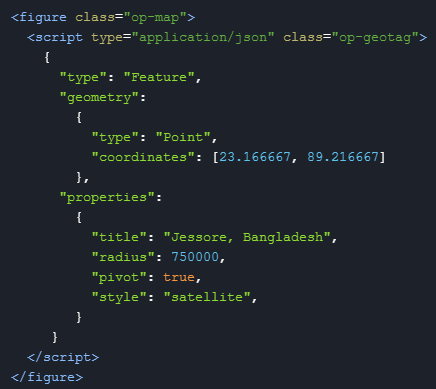 <figure class="op-map">
  <script type="application/json" class="op-geotag">
    {
      "type": "Feature",
      "geometry":
        {
          "type": "Point",
          "coordinates": [23.166667, 89.216667]
        },
      "properties":
        {
          "title": "Jessore, Bangladesh",
          "radius": 750000,
          "pivot": true,
          "style": "satellite",
        }
     }
  </script>
</figure>